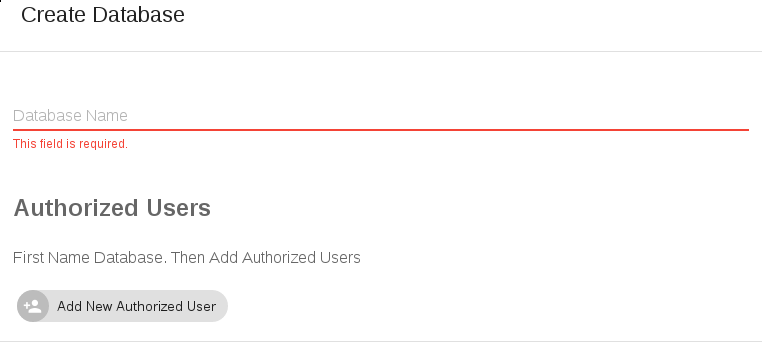 Create Database
Database Name
This field is required.
Authorized Users
First Name Database. Then Add Authorized Users
Add New Authorized User